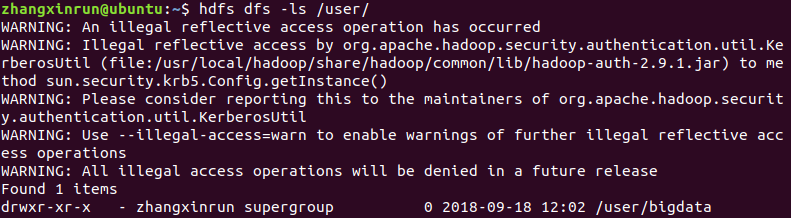 zhangxinrun@ubuntu:~$ hdfs dfs -ls /user/
WARNING: An illegal reflective access operation has occurred
WARNING: Illegal reflective access by org.apache.hadoop.security.authentication.util.Ke
rberosUtil (file:/usr/local/hadoop/share/hadoop/common/lib/hadoop-auth-2.9.1.jar) to me
thod sun.security.krb5.Config.getInstance()
WARNING: Please consider reporting this to the maintainers of org.apache.hadoop.securit
y.authentication.util.KerberosUtil
WARNING: Use --illegal-access=warn to enable warnings of further illegal reflective acc
ess operations
WARNING: All illegal access operations will be denied in a future release
Found 1 items
drwxr-xr-x   - zhangxinrun supergroup          0 2018-09-18 12:02 /user/bigdata